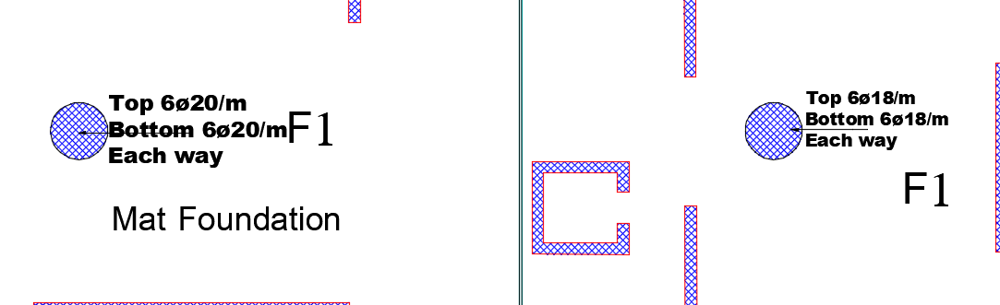 Top 6ø20/m
Bottom 6ø20/m
Each way
F1
Mat Foundation
Top 6ø18/m
Bottom 6ø18/m
Each way
F1